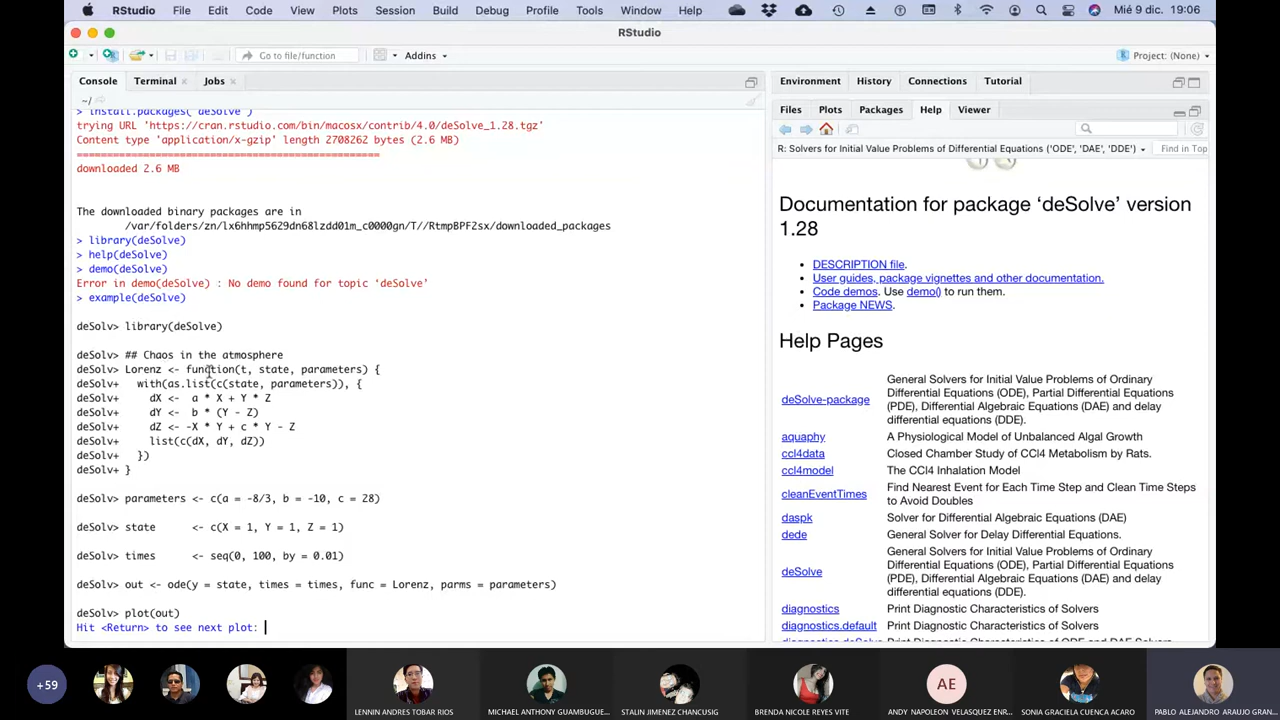 RStudio File Edit Code View Plots Session Build Debug Profile Tools Window Help Mié 9 dic. 19:06
RStudio
Go to file/function Addins Project: (None)
Console Terminal Jobs
~/
> install.packages("deSolve")
trying URL 'https://cran.rstudio.com/bin/macosx/contrib/4.0/deSolve_1.28.tgz'
Content type 'application/x-gzip' length 2708262 bytes (2.6 MB)
==================================================
downloaded 2.6 MB
The downloaded binary packages are in
/var/folders/zn/lx6hhmp5629dn68lzdd01m_c0000gn/T//RtmpBPF2sx/downloaded_packages
> library(deSolve)
> help(deSolve)
> demo(deSolve)
Error in demo(deSolve) : No demo found for topic ‘deSolve’
> example(deSolve)
deSolv> library(deSolve)
deSolv> ## Chaos in the atmosphere
deSolv> Lorenz <- function(t, state, parameters) {
deSolv+ with(as.list(c(state, parameters)), {
deSolv+ dX <- a * X + Y * Z
deSolv+ dY <- b * (Y - Z)
deSolv+ dZ <- -X * Y + c * Y - Z
deSolv+ list(c(dX, dY, dZ))
deSolv+ })
deSolv+ }
deSolv> parameters <- c(a = -8/3, b = -10, c = 28)
deSolv> state <- c(X = 1, Y = 1, Z = 1)
deSolv> times <- seq(0, 100, by = 0.01)
deSolv> out <- ode(y = state, times = times, func = Lorenz, parms = parameters)
deSolv> plot(out)
Hit <Return> to see next plot:
Environment History Connections Tutorial
Files Plots Packages Help Viewer
R: Solvers for Initial Value Problems of Differential Equations ('ODE', 'DAE', 'DDE') Find in Top
Documentation for package ‘deSolve’ version
1.28
• DESCRIPTION file.
• User guides, package vignettes and other documentation.
• Code demos. Use demo() to run them.
• Package NEWS.
Help Pages
deSolve-package General Solvers for Initial Value Problems of Ordinary
Differential Equations (ODE), Partial Differential Equations
(PDE), Differential Algebraic Equations (DAE) and delay
differential equations (DDE).
aquaphy A Physiological Model of Unbalanced Algal Growth
ccl4data Closed Chamber Study of CCl4 Metabolism by Rats.
ccl4model The CCl4 Inhalation Model
cleanEventTimes Find Nearest Event for Each Time Step and Clean Time Steps
to Avoid Doubles
daspk Solver for Differential Algebraic Equations (DAE)
dede General Solver for Delay Differential Equations.
deSolve General Solvers for Initial Value Problems of Ordinary
Differential Equations (ODE), Partial Differential Equations
(PDE), Differential Algebraic Equations (DAE) and delay
differential equations (DDE).
diagnostics Print Diagnostic Characteristics of Solvers
diagnostics.default Print Diagnostic Characteristics of Solvers
diagnostics.deSolve Print Diagnostic Characteristics of ODE and DAE Solvers
+59
AE
LENNIN ANDRES TOBAR RIOS
MICHAEL ANTHONY GUAMBUGUE...
STALIN JIMENEZ CHANCUSIG
BRENDA NICOLE REYES VITE
ANDY NAPOLEON VELASQUEZ ENR...
SONIA GRACIELA CUENCA ACARO
PABLO ALEJANDRO ARAUJO GRAN...